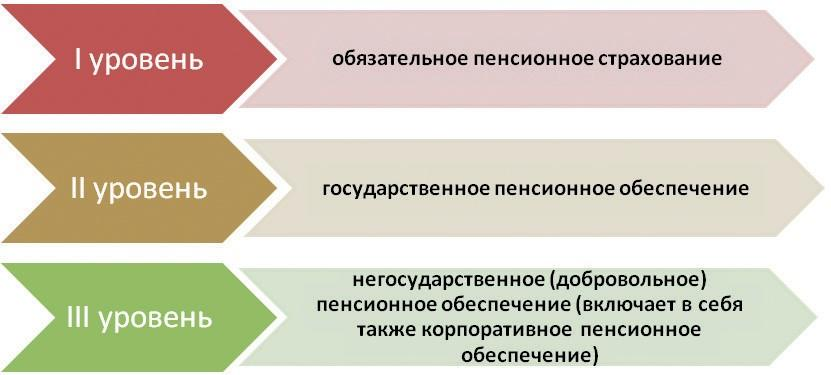 I уровень
обязательное пенсионное страхование
II уровень
государственное пенсионное обеспечение
III уровень
негосударственное (добровольное)
пенсионное обеспечение (включает в себя
также корпоративное пенсионное
обеспечение)